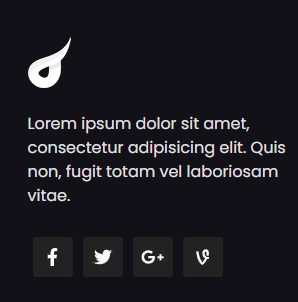 Lorem ipsum dolor sit amet,
consectetur adipisicing elit. Quis
non, fugit totam vel laboriosam
vitae.